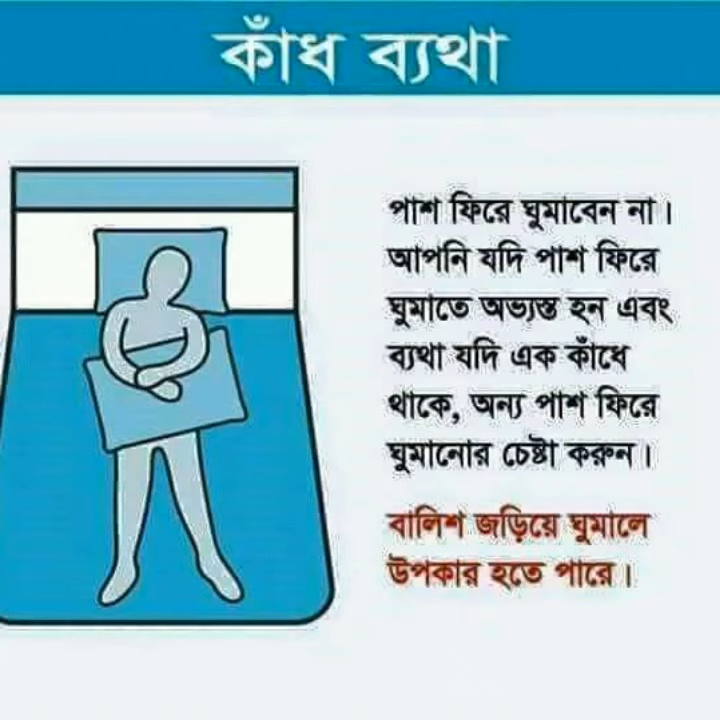 কাঁধ ব্যথা
পাশ ফিরে ঘুমাবেন না।
আপনি যদি পাশ ফিরে
ঘুমাতে অভ্যস্ত হন এবং
ব্যথা যদি এক কাঁধে
থাকে, অন্য পাশ ফিরে
ঘুমানোর চেষ্টা করুন।
বালিশ জড়িয়ে ঘুমালে
উপকার হতে পারে।